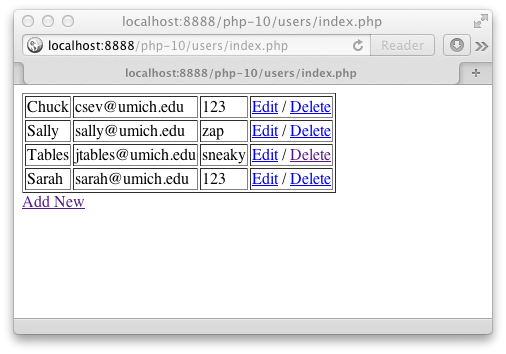 localhost:8888/php-10/users/index.php
localhost:8888/php-10/users/index.php Reader
localhost:8888/php-10/users/index.php
Chuck csev@umich.edu 123 Edit / Delete
Sally sally@umich.edu zap Edit / Delete
Tables jtables@umich.edu sneaky Edit / Delete
Sarah sarah@umich.edu 123 Edit / Delete
Add New